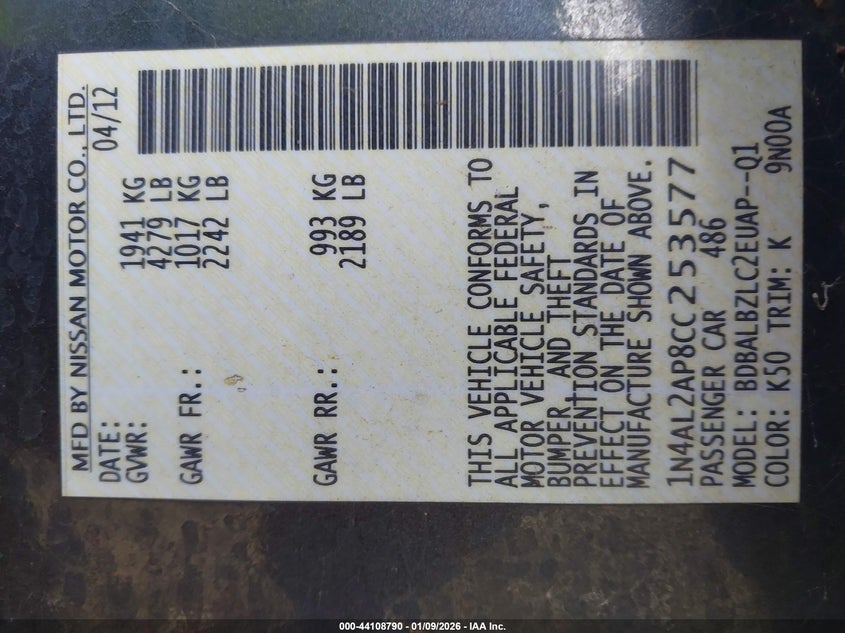 MFD BY NISSAN MOTOR CO., LTD.
DATE: 04/12
GVWR: 1941 KG
4279 LB
GAWR FR.: 1017 KG
2242 LB
GAWR RR.: 993 KG
2189 LB
THIS VEHICLE CONFORMS TO
ALL APPLICABLE FEDERAL
MOTOR VEHICLE SAFETY,
BUMPER, AND THEFT
PREVENTION STANDARDS IN
EFFECT ON THE DATE OF
MANUFACTURE SHOWN ABOVE.
1N4AL2AP8CC253577
PASSENGER CAR 486
MODEL: BDBALBZLC2EUAP--Q1
COLOR: K50 TRIM: K 9N00A
000-44108790 - 01/09/2026 - IAA Inc.